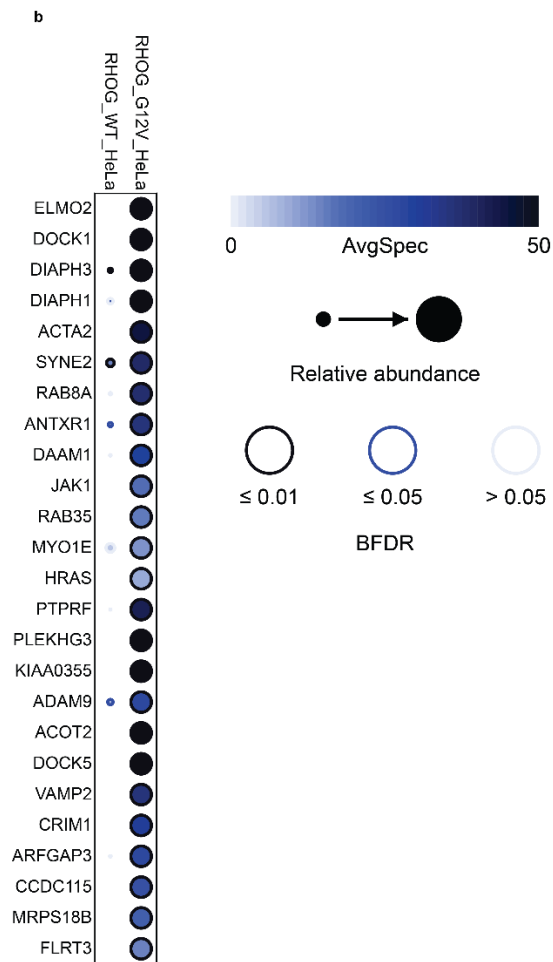 b
RHOG_WT_HeLa
RHOG_G12V_HeLa
ELMO2
DOCK1
DIAPH3
DIAPH1
ACTA2
SYNE2
RAB8A
ANTXR1
DAAM1
JAK1
RAB35
MYO1E
HRAS
PTPRF
PLEKHG3
KIAA0355
ADAM9
ACOT2
DOCK5
VAMP2
CRIM1
ARFGAP3
CCDC115
MRPS18B
FLRT3
0 AvgSpec 50
Relative abundance
≤ 0.01 ≤ 0.05 > 0.05
BFDR